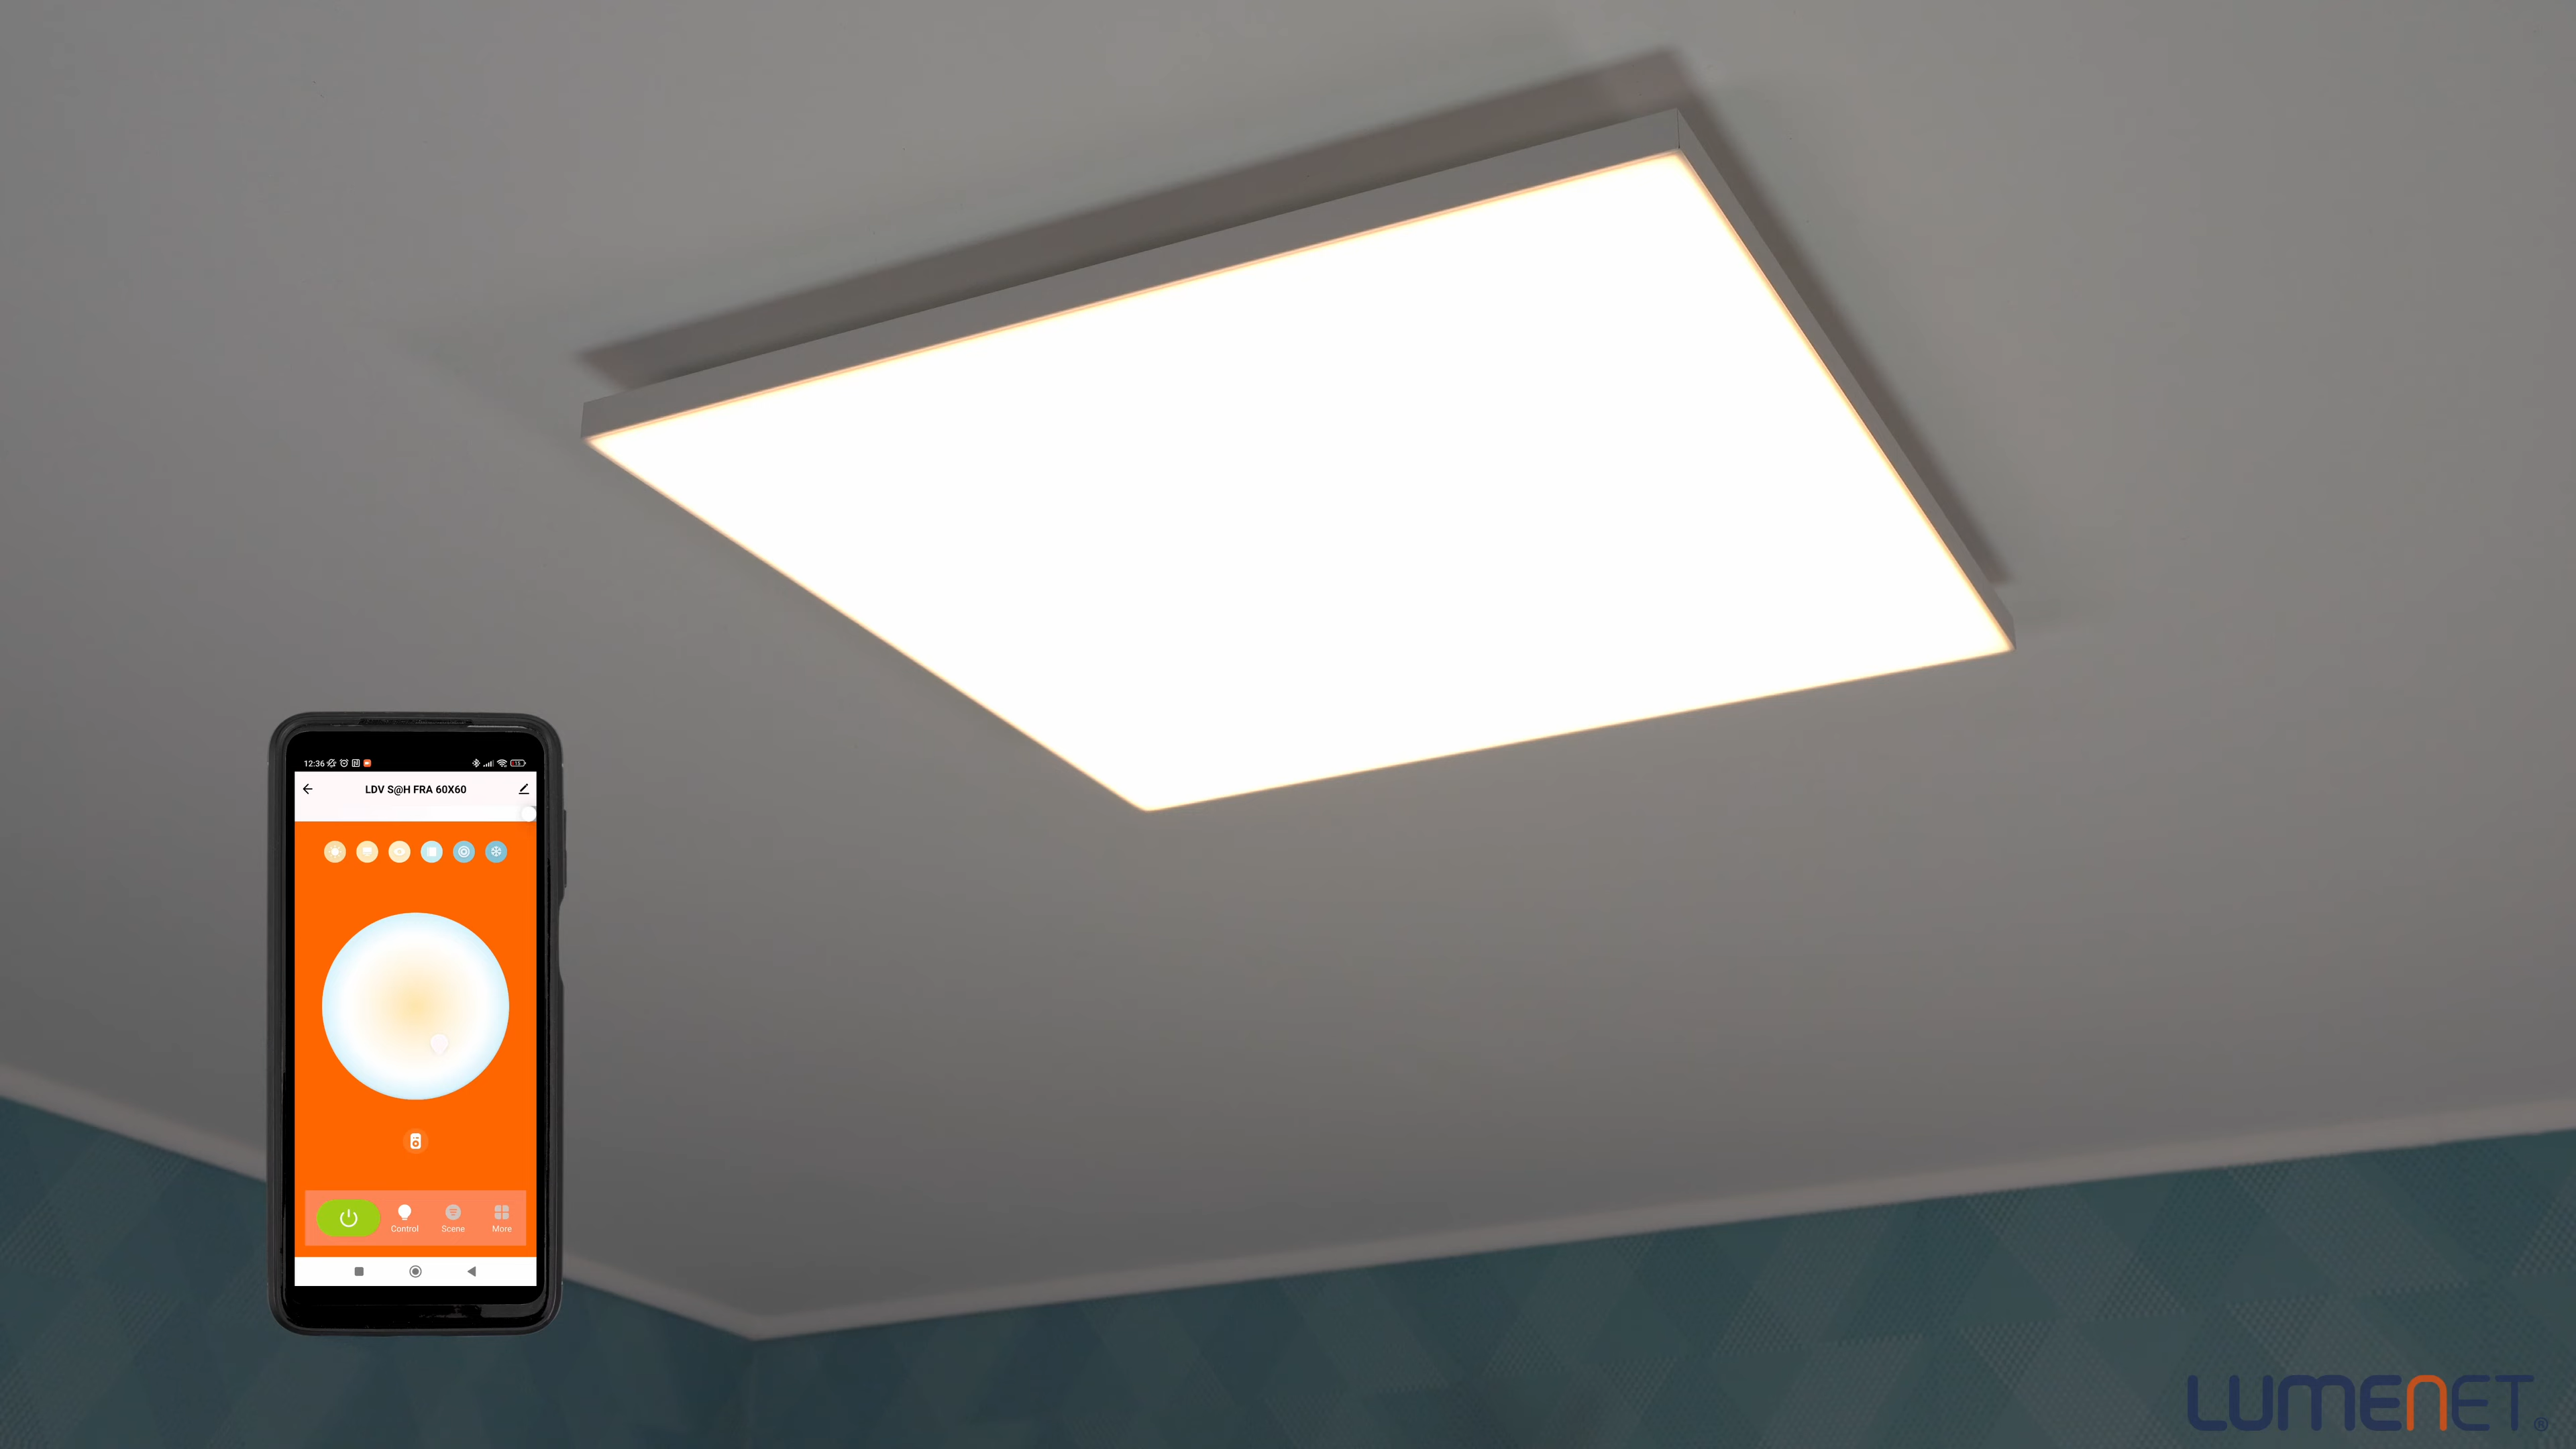 12:36
LDV S@H FRA 60X60
Control
Scene
More
LUMENET®